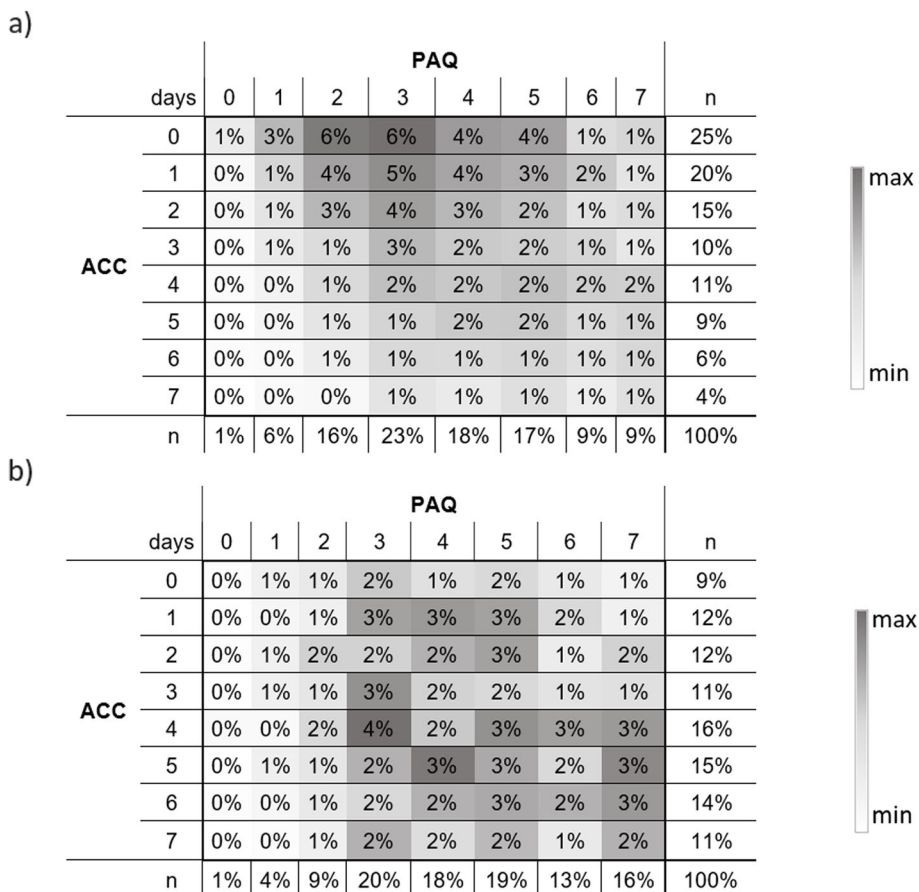 a)
PAQ
days 0 1 2 3 4 5 6 7 n
0 1% 3% 6% 6% 4% 4% 1% 1% 25%
1 0% 1% 4% 5% 4% 3% 2% 1% 20%
max
2 0% 1% 3% 4% 3% 2% 1% 1% 15%
3 0% 1% 1% 3% 2% 2% 1% 1% 10%
ACC
4 0% 0% 1% 2% 2% 2% 2% 2% 11%
5 0% 0% 1% 1% 2% 2% 1% 1% 9%
6 0% 0% 1% 1% 1% 1% 1% 1% 6%
min
7 0% 0% 0% 1% 1% 1% 1% 1% 4%
n 1% 6% 16% 23% 18% 17% 9% 9% 100%
b)
PAQ
days 0 1 2 3 4 5 6 7 n
0 0% 1% 1% 2% 1% 2% 1% 1% 9%
1 0% 0% 1% 3% 3% 3% 2% 1% 12%
max
2 0% 1% 2% 2% 2% 3% 1% 2% 12%
3 0% 1% 1% 3% 2% 2% 1% 1% 11%
ACC
4 0% 0% 2% 4% 2% 3% 3% 3% 16%
5 0% 1% 1% 2% 3% 3% 2% 3% 15%
6 0% 0% 1% 2% 2% 3% 2% 3% 14%
min
7 0% 0% 1% 2% 2% 2% 1% 2% 11%
n 1% 4% 9% 20% 18% 19% 13% 16% 100%